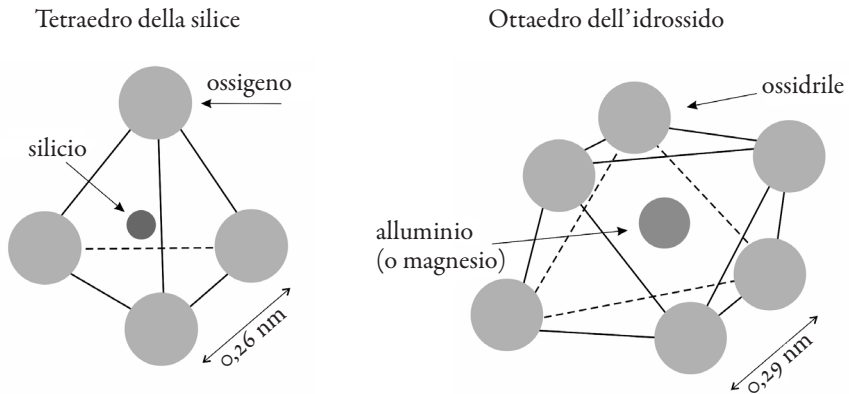 Tetraedro della silice
Ottaedro dell'idrossido
ossigeno
silicio
0,26 nm
ossidrile
alluminio
(o magnesio)
0,29 nm